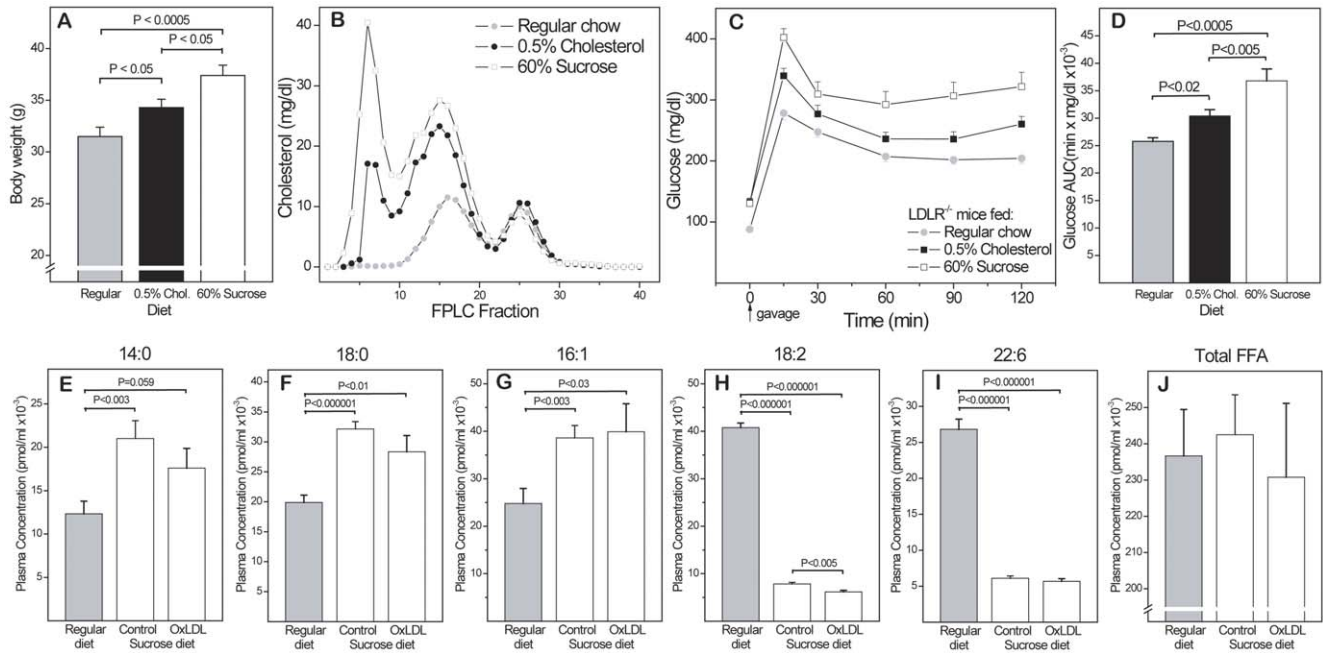 A
P < 0.0005
P < 0.05
P < 0.05
Body weight (g)
40
35
30
25
20
Regular 0.5% Chol. 60% Sucrose
Diet
B
Regular chow
0.5% Cholesterol
60% Sucrose
Cholesterol (mg/dl)
40
30
20
10
0
10 20 30 40
FPLC Fraction
C
Glucose (mg/dl)
400
300
200
100
LDLR-/- mice fed:
Regular chow
0.5% Cholesterol
60% Sucrose
0 30 60 90 120
gavage
Time (min)
D
P<0.0005
P<0.005
P<0.02
Glucose AUC(min x mg/dl x10-3)
45
40
35
30
25
20
15
10
5
Regular 0.5% Chol. 60% Sucrose
Diet
14:0
E
P=0.059
P<0.003
Plasma Concentration (pmol/ml x10-3)
25
20
15
10
5
Regular diet Control OxLDL
Sucrose diet
18:0
F
P<0.01
P<0.000001
Plasma Concentration (pmol/ml x10-3)
40
35
30
25
20
15
10
5
Regular diet Control OxLDL
Sucrose diet
16:1
G
P<0.03
P<0.003
Plasma Concentration (pmol/ml x10-3)
50
40
30
20
10
Regular diet Control OxLDL
Sucrose diet
18:2
H
P<0.000001
P<0.000001
P<0.005
Plasma Concentration (pmol/ml x10-3)
50
40
30
20
10
Regular diet Control OxLDL
Sucrose diet
22:6
I
P<0.000001
P<0.000001
Plasma Concentration (pmol/ml x10-3)
30
25
20
15
10
5
Regular diet Control OxLDL
Sucrose diet
Total FFA
J
Plasma Concentration (pmol/ml x10-3)
250
240
230
220
210
200
Regular diet Control OxLDL
Sucrose diet